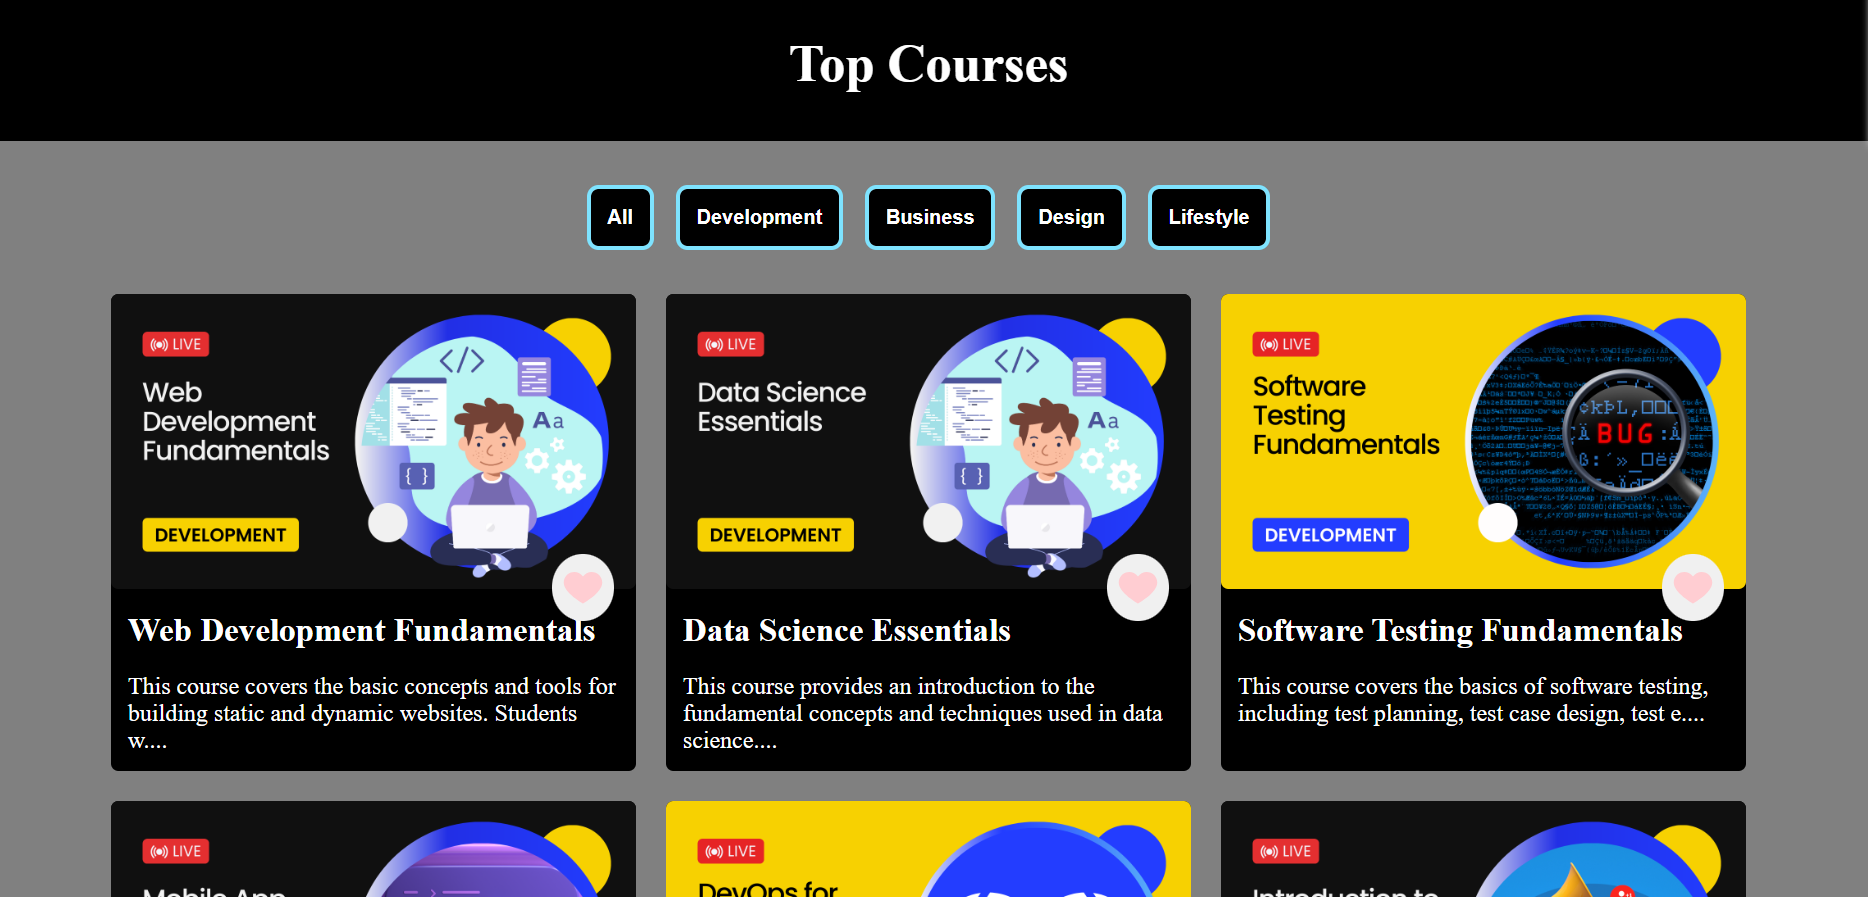 Top Courses
All
Development
Business
Design
Lifestyle
LIVE
Web
Development
Fundamentals
</>
Aa
{ }
DEVELOPMENT
Web Development Fundamentals
This course covers the basic concepts and tools for
building static and dynamic websites. Students
w....
LIVE
Data Science
Essentials
</>
Aa
{ }
DEVELOPMENT
Data Science Essentials
This course provides an introduction to the
fundamental concepts and techniques used in data
science....
LIVE
Software
Testing
Fundamentals
BUG
DEVELOPMENT
Software Testing Fundamentals
This course covers the basics of software testing,
including test planning, test case design, test e....
LIVE
Mobile App
LIVE
DevOps for
LIVE
Introduction to